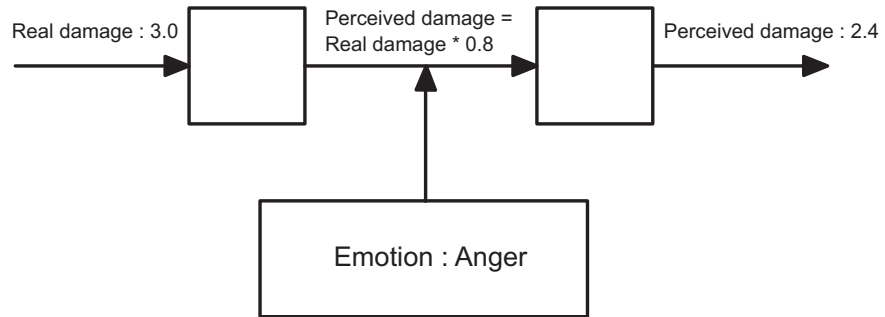 Real damage : 3.0
Perceived damage =
Real damage * 0.8
Perceived damage : 2.4
Emotion : Anger